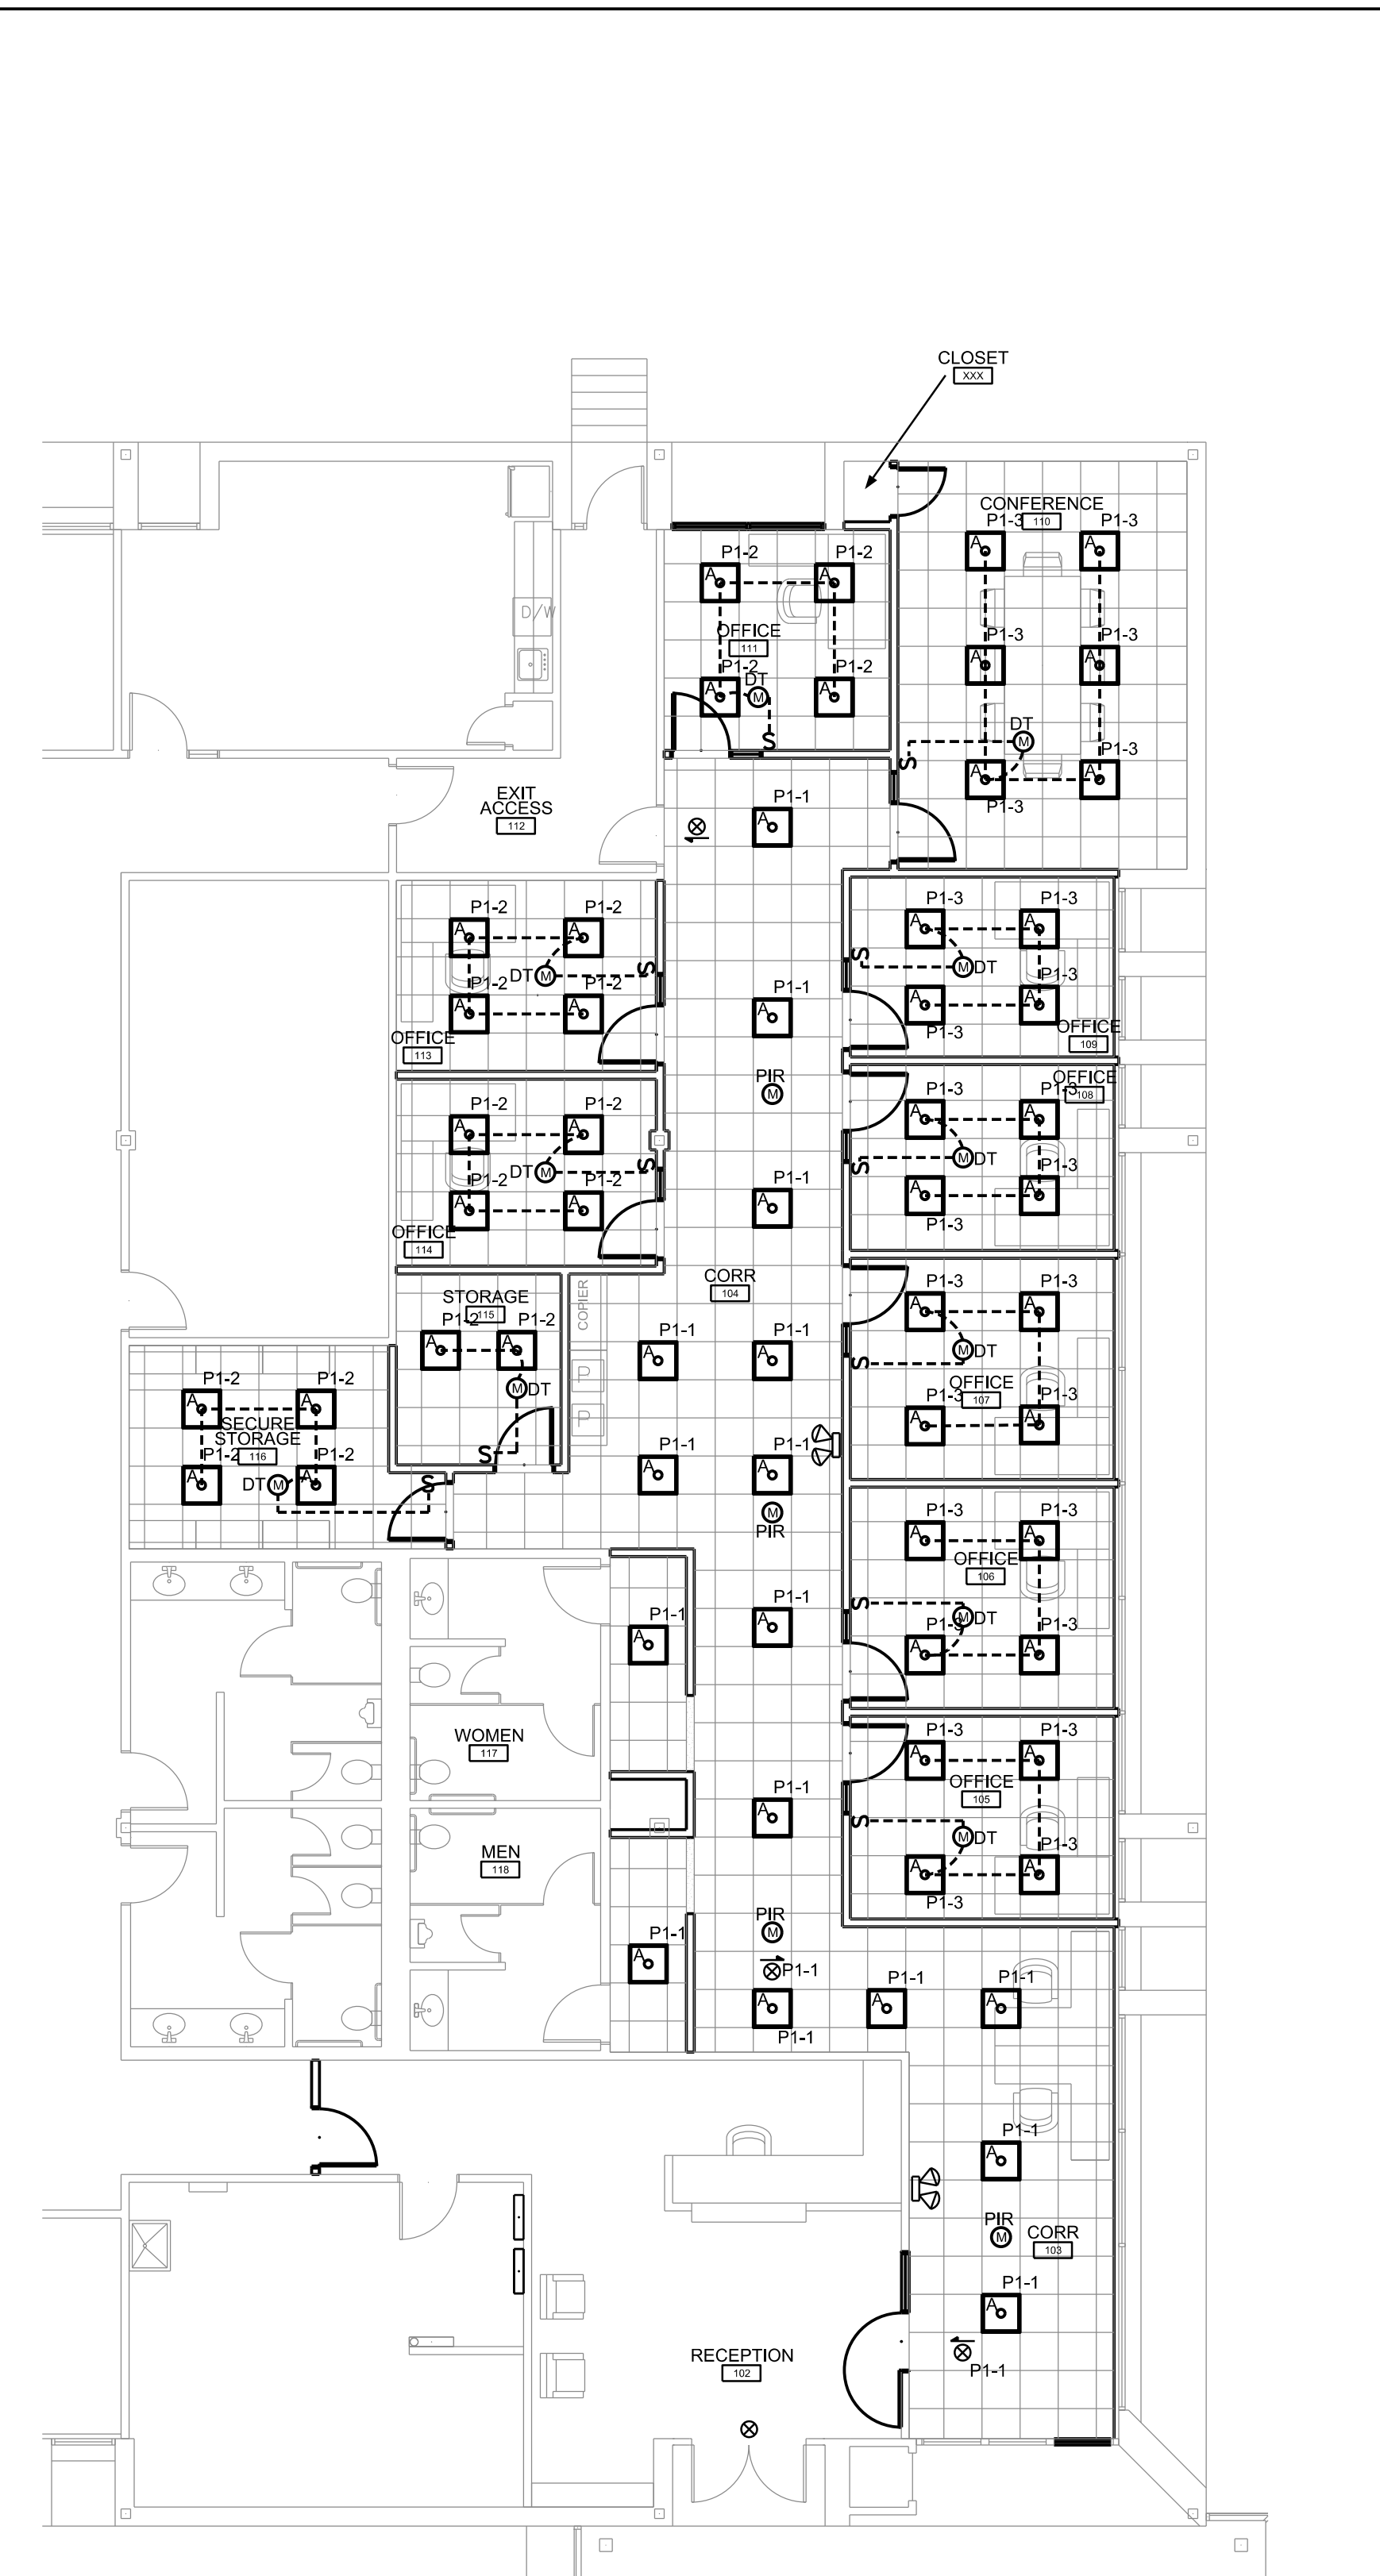 CLOSET
XXX
CONFERENCE
110
P1-3 P1-3
A A
P1-2 P1-2
A A
OFFICE
111
P1-3 P1-3
A A
P1-2 P1-2
DT
A M A
S
DT
M
S
P1-3
A A
P1-3
D/W
EXIT
ACCESS
112
P1-1
A
P1-2 P1-2
A A
DT M S
P1-2 P1-2
A A
OFFICE
113
P1-3 P1-3
A A
S
M DT
P1-3
A A
P1-3
OFFICE
109
P1-1
A
PIR
M
OFFICE
108
P1-3 P1-3
A A
S
M DT
P1-3
A A
P1-3
P1-2 P1-2
A A
DT M S
P1-2 P1-2
A A
OFFICE
114
P1-1
A
CORR
104
COPIER
P
P
STORAGE
115
P1-2 P1-2
A A
M DT
S
P1-3 P1-3
A A
M DT
S
OFFICE
107
P1-3 P1-3
A A
P1-1 P1-1
A A
P1-2 P1-2
A A
SECURE
STORAGE
116
P1-2 P1-2
A A
DT M
S
P1-1 P1-1
A A
M
PIR
P1-3 P1-3
A A
OFFICE
106
S
M DT
P1-3 P1-3
A A
P1-1
A
P1-1
A
WOMEN
117
P1-3 P1-3
A A
OFFICE
105
S
M DT
P1-3
A A
P1-3
P1-1
A
MEN
118
PIR
M
P1-1
A
P1-1
P1-1 P1-1
A A A
P1-1
P1-1
A
PIR
M
CORR
103
P1-1
A
P1-1
RECEPTION
102